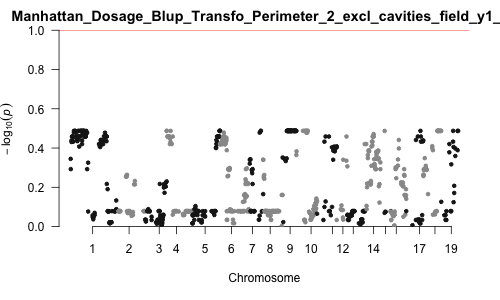 Manhattan_Dosage_Blup_Transfo_Perimeter_2_excl_cavities_field_y1_
1.0
0.8
0.6
0.4
0.2
0.0
− log₁₀(p)
1 2 3 4 5 6 7 8 9 10 12 14 17 19
Chromosome